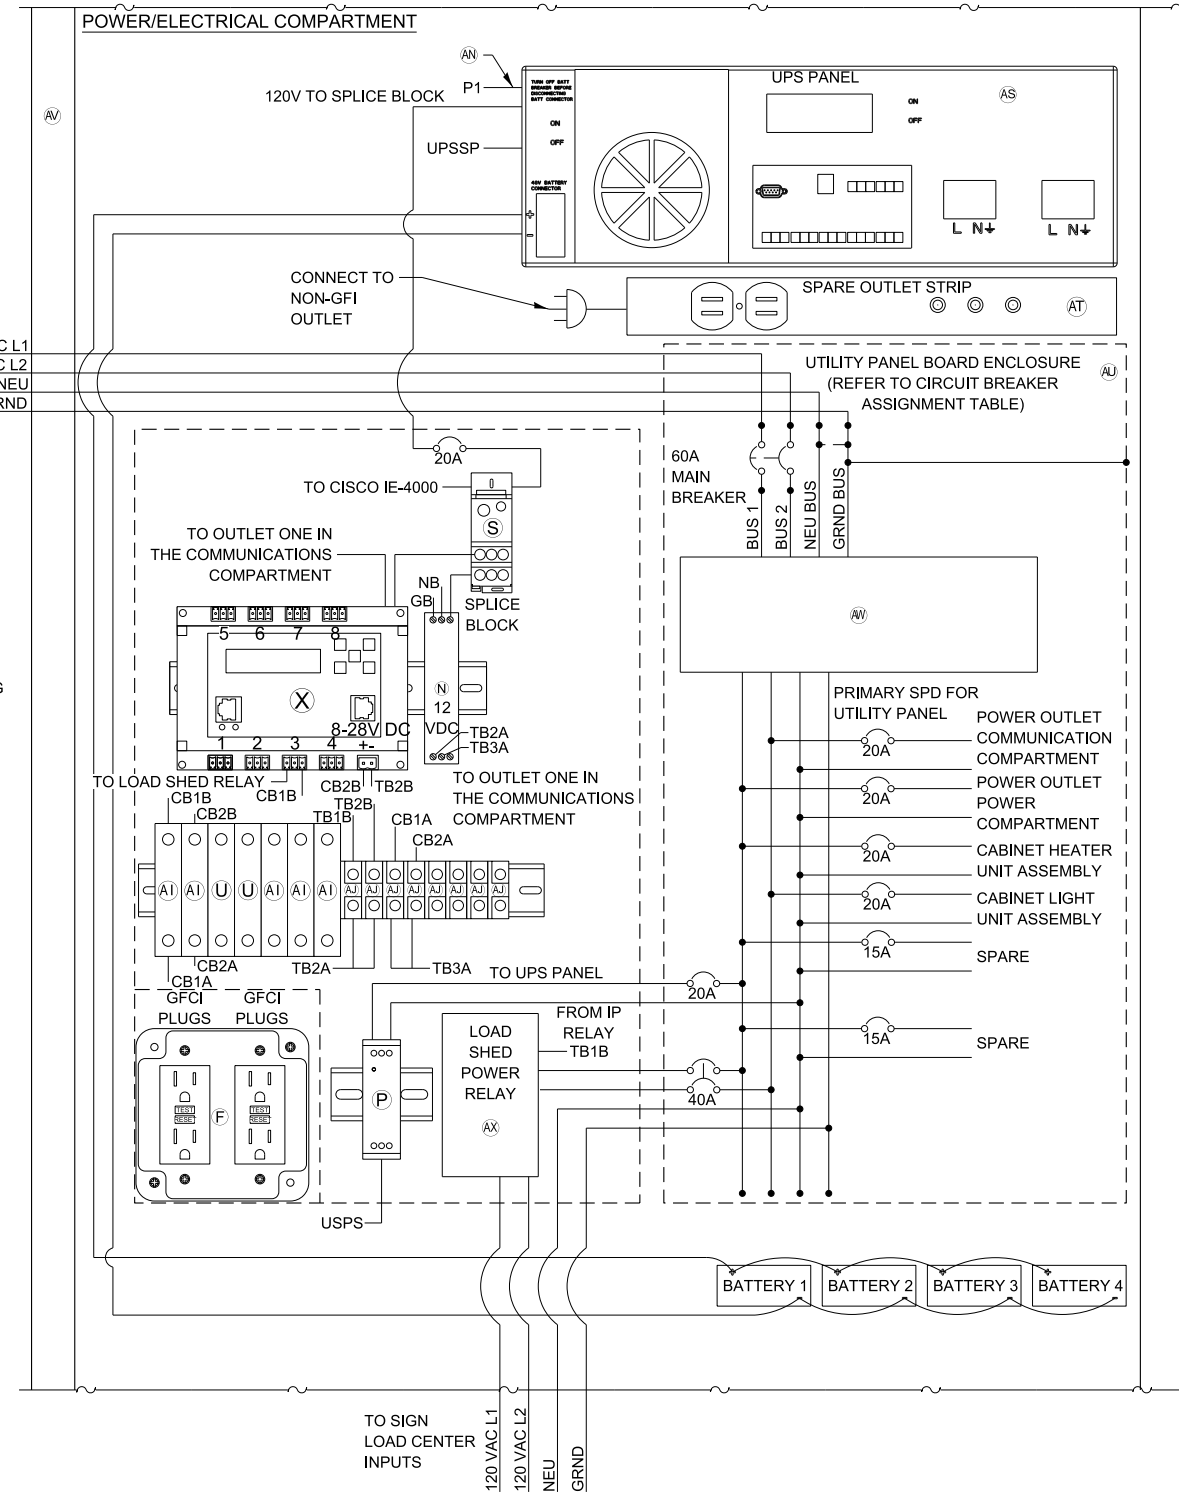 POWER/ELECTRICAL COMPARTMENT
AN
P1
120V TO SPLICE BLOCK
UPSSP
TURN OFF BATT
BREAKER BEFORE
DISCONNECTING
BATT CONNECTOR
ON
OFF
48V BATTERY
CONNECTOR
+
-
UPS PANEL
AS
ON
OFF
L N
L N
AV
CONNECT TO
NON-GFI
OUTLET
SPARE OUTLET STRIP
AT
C L1
C L2
NEU
RND
UTILITY PANEL BOARD ENCLOSURE
(REFER TO CIRCUIT BREAKER
ASSIGNMENT TABLE)
AU
60A
MAIN
BREAKER
BUS 1
BUS 2
NEU BUS
GRND BUS
AW
20A
TO CISCO IE-4000
S
TO OUTLET ONE IN
THE COMMUNICATIONS
COMPARTMENT
NB
GB
SPLICE
BLOCK
5 6 7 8
X
8-28V DC
1 2 3 4 +-
N
12
VDC
TB2A
TB3A
G
TO LOAD SHED RELAY
CB1B
CB2B
TB2B
TO OUTLET ONE IN
THE COMMUNICATIONS
COMPARTMENT
CB1B
CB2B
TB2B
TB1B
CB1A
CB2A
AI AI U U AI AI AI AJ AJ AJ AJ AJ AJ AJ AJ
CB2A
CB1A
TB2A
TB3A
PRIMARY SPD FOR
UTILITY PANEL
20A
POWER OUTLET
COMMUNICATION
COMPARTMENT
20A
POWER OUTLET
POWER
COMPARTMENT
20A
CABINET HEATER
UNIT ASSEMBLY
20A
CABINET LIGHT
UNIT ASSEMBLY
15A
SPARE
15A
SPARE
TO UPS PANEL
20A
GFCI
PLUGS
GFCI
PLUGS
TEST
RESET
TEST
RESET
F
P
USPS
LOAD
SHED
POWER
RELAY
AX
FROM IP
RELAY
TB1B
40A
BATTERY 1
BATTERY 2
BATTERY 3
BATTERY 4
TO SIGN
LOAD CENTER
INPUTS
120 VAC L1
120 VAC L2
NEU
GRND